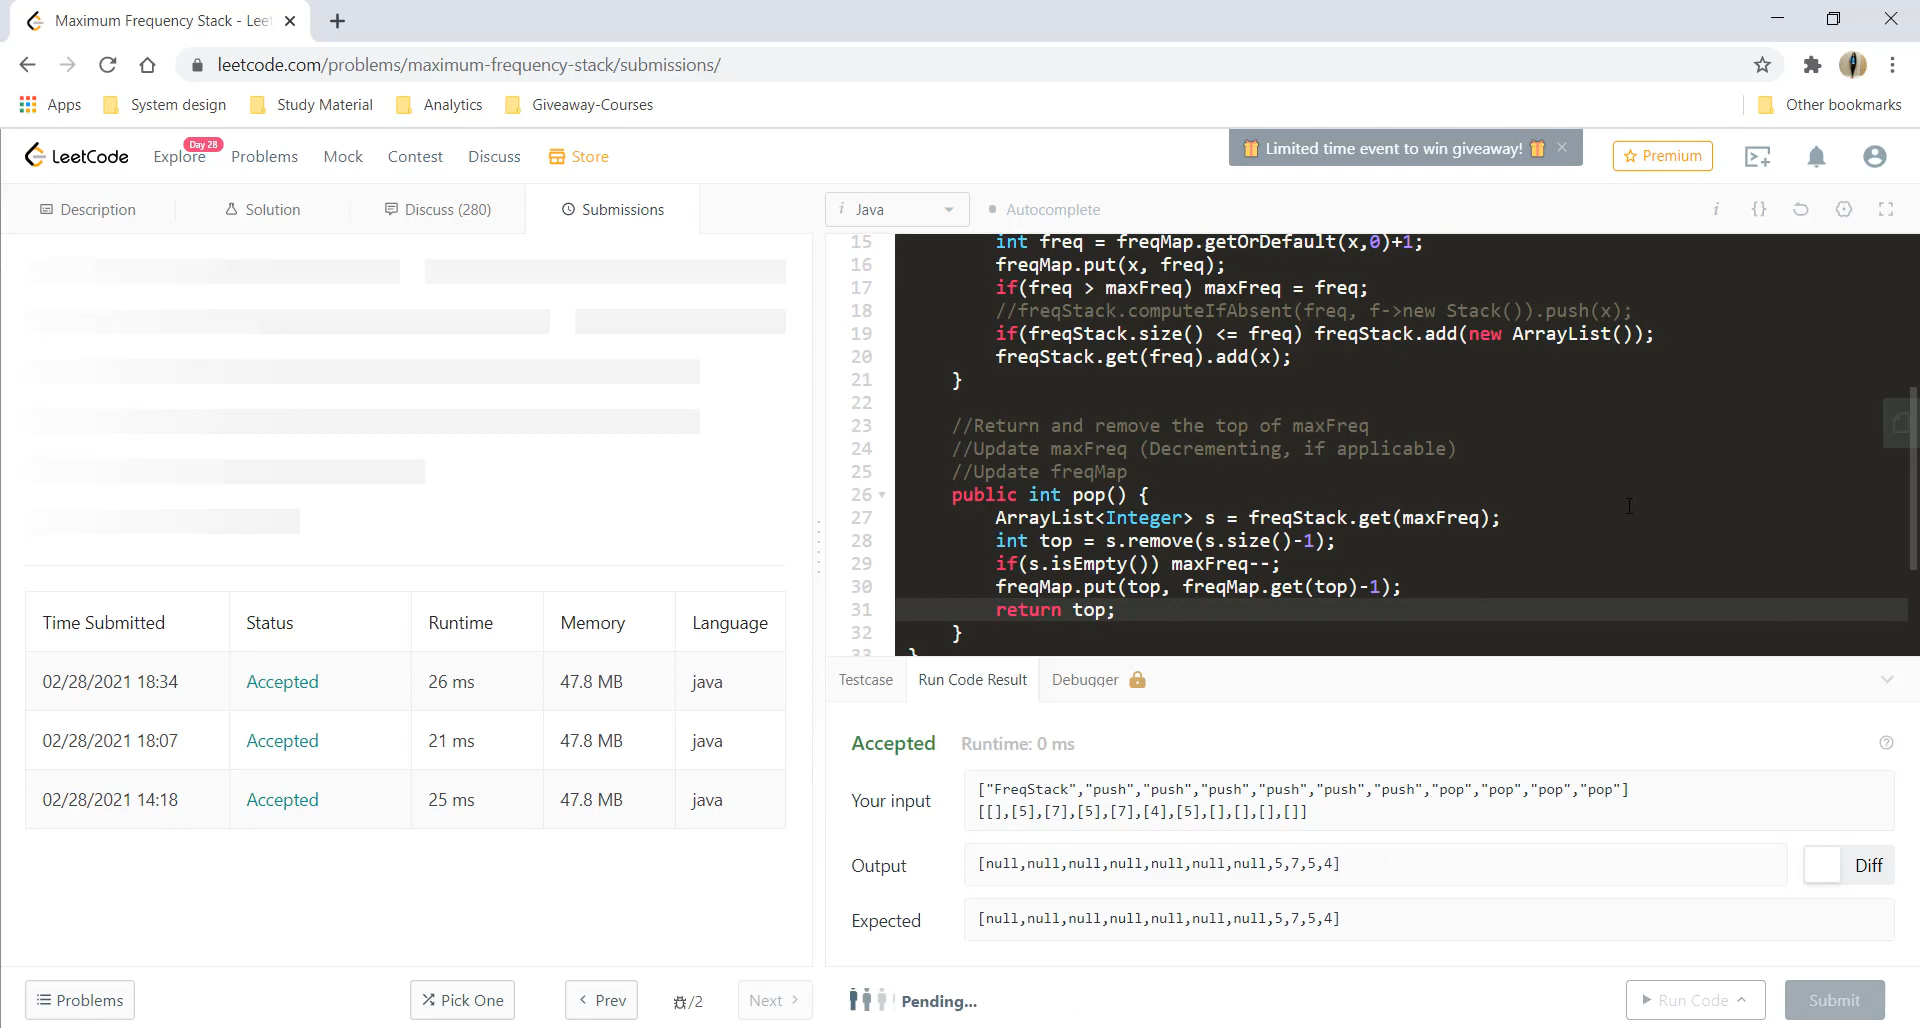 Maximum Frequency Stack - Leet
leetcode.com/problems/maximum-frequency-stack/submissions/
Apps
System design
Study Material
Analytics
Giveaway-Courses
Other bookmarks
LeetCode
Explore
Day 28
Problems
Mock
Contest
Discuss
Store
Limited time event to win giveaway!
Premium
Description
Solution
Discuss (280)
Submissions
i Java
Autocomplete
15 int freq = freqMap.getOrDefault(x,0)+1;
16 freqMap.put(x, freq);
17 if(freq > maxFreq) maxFreq = freq;
18 //freqStack.computeIfAbsent(freq, f->new Stack()).push(x);
19 if(freqStack.size() <= freq) freqStack.add(new ArrayList());
20 freqStack.get(freq).add(x);
21 }
22
23 //Return and remove the top of maxFreq
24 //Update maxFreq (Decrementing, if applicable)
25 //Update freqMap
26 public int pop() {
27 ArrayList<Integer> s = freqStack.get(maxFreq);
28 int top = s.remove(s.size()-1);
29 if(s.isEmpty()) maxFreq--;
30 freqMap.put(top, freqMap.get(top)-1);
31 return top;
32 }
33 }
Time Submitted Status Runtime Memory Language
02/28/2021 18:34 Accepted 26 ms 47.8 MB java
02/28/2021 18:07 Accepted 21 ms 47.8 MB java
02/28/2021 14:18 Accepted 25 ms 47.8 MB java
Testcase
Run Code Result
Debugger
Accepted Runtime: 0 ms
Your input
["FreqStack","push","push","push","push","push","push","pop","pop","pop","pop"]
[[],[5],[7],[5],[7],[4],[5],[],[],[],[]]
Output
[null,null,null,null,null,null,null,5,7,5,4]
Diff
Expected
[null,null,null,null,null,null,null,5,7,5,4]
Problems
Pick One
Prev
/2
Next
Pending...
Run Code
Submit